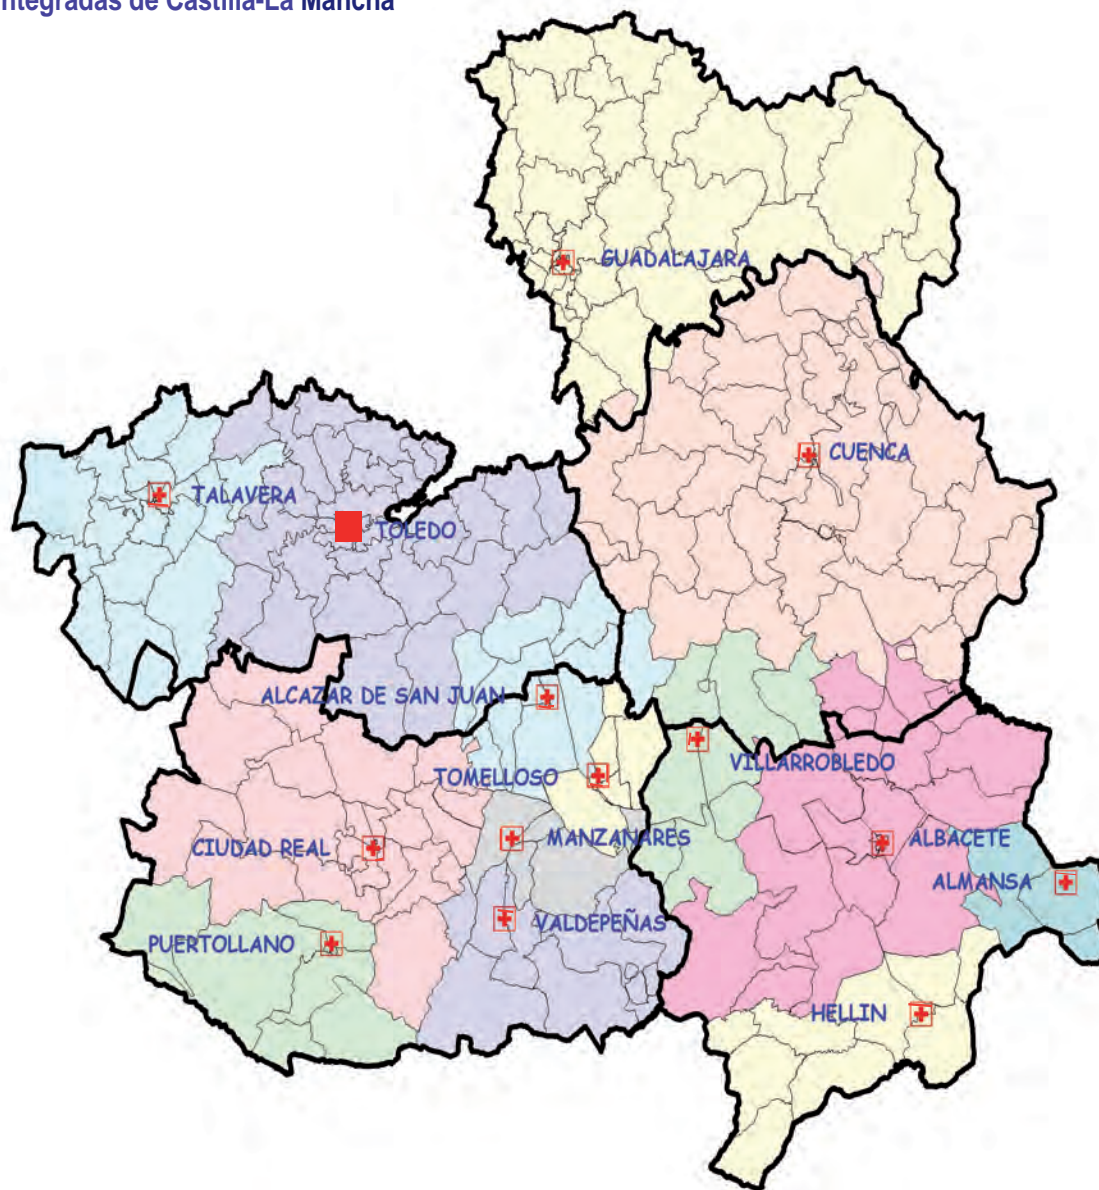 ntegradas de Castilla-La Mancha
GUADALAJARA
CUENCA
TALAVERA
TOLEDO
ALCAZAR DE SAN JUAN
VILLARROBLEDO
TOMELLOSO
MANZANARES
ALBACETE
CIUDAD REAL
ALMANSA
VALDEPEÑAS
PUERTOLLANO
HELLIN